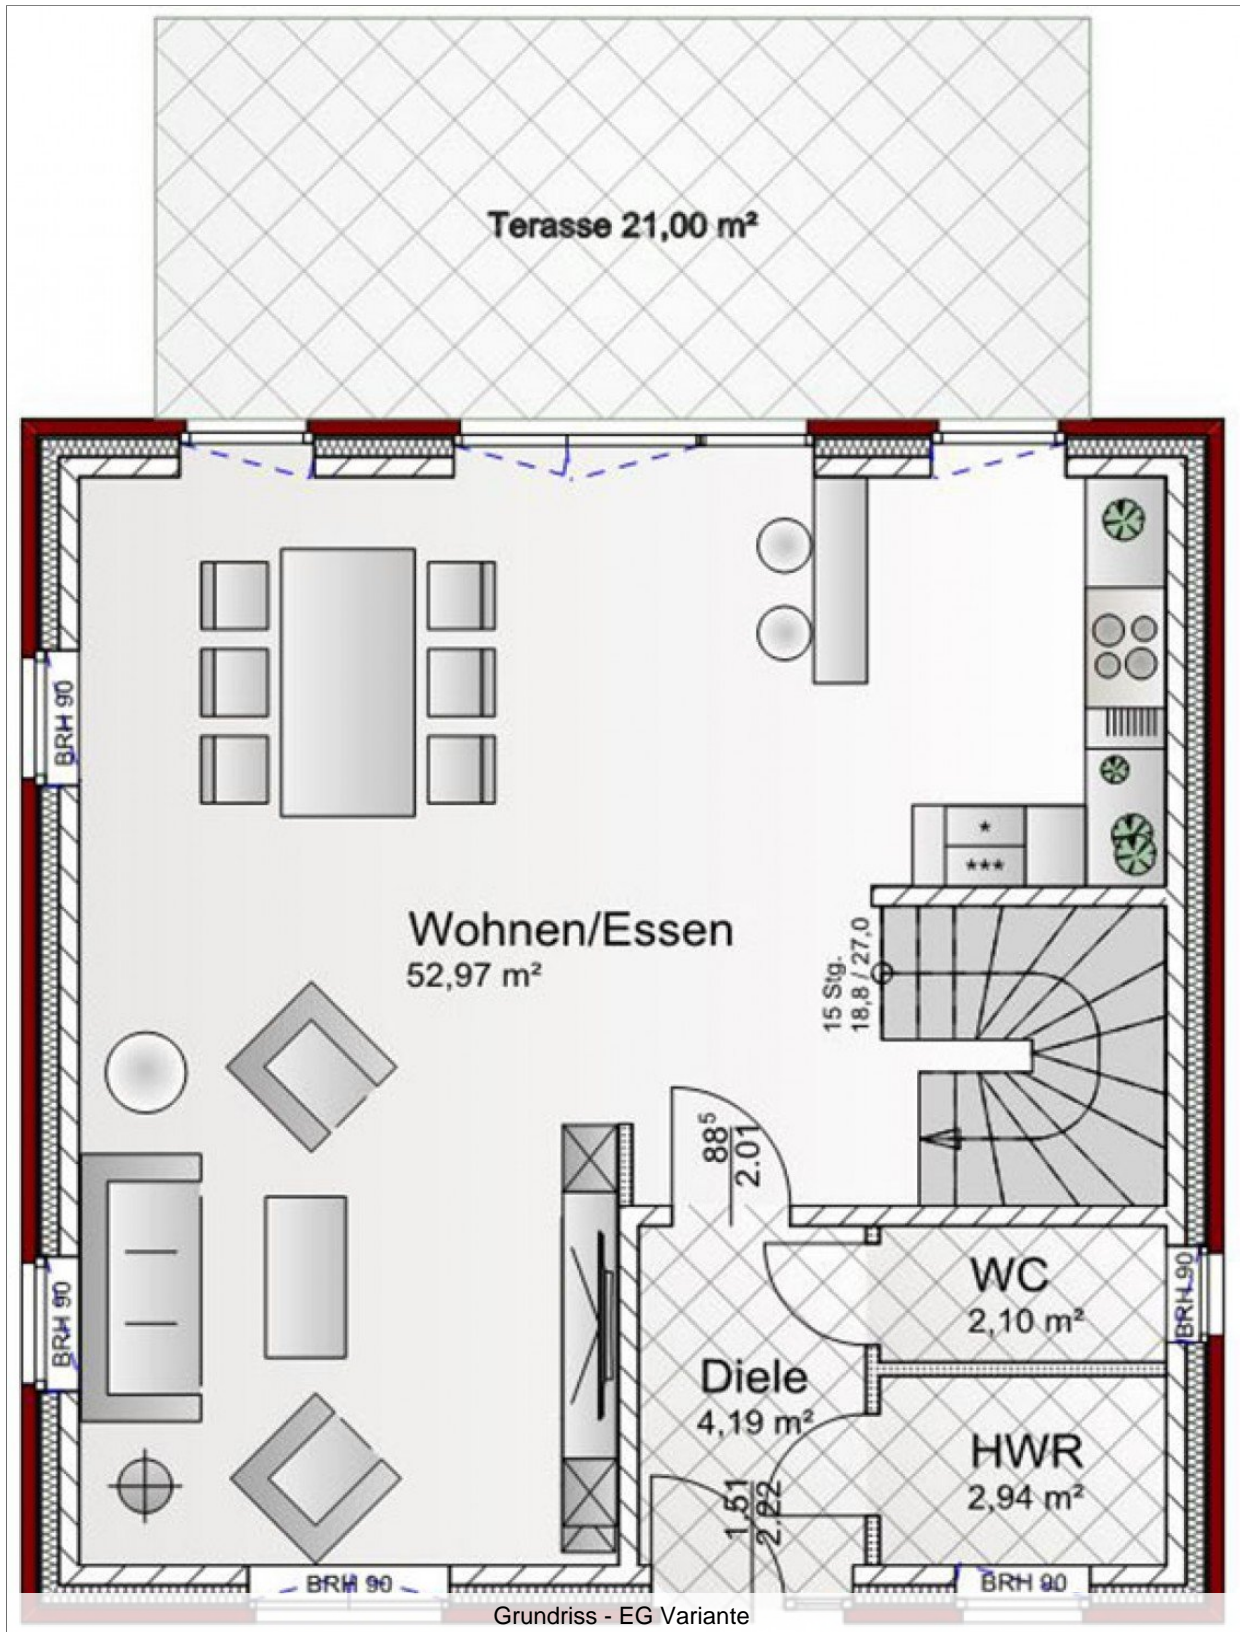 Terasse 21,00 m²
BRH 90
*
***
Wohnen/Essen
52,97 m²
15 Stg.
18,8 / 27,0
88⁵
2.01
BRH 90
WC
2,10 m²
BRH 90
Diele
4,19 m²
HWR
2,94 m²
1,51
2,22
BRH 90
BRH 90
Grundriss - EG Variante